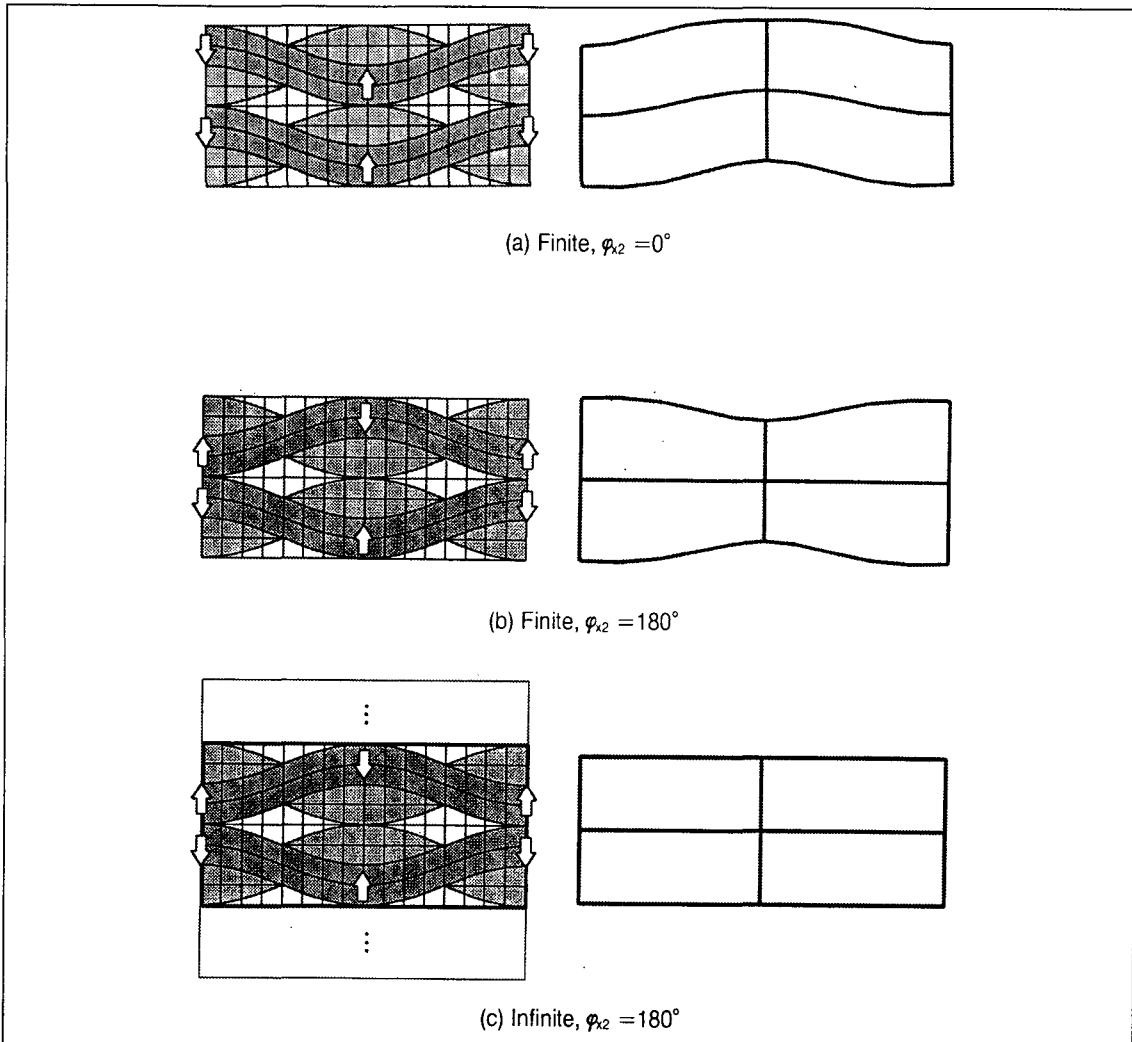 (a) Finite, φx2 =0°
⋮
(b) Finite, φx2 =180°
⋮
(c) Infinite, φx2 =180°